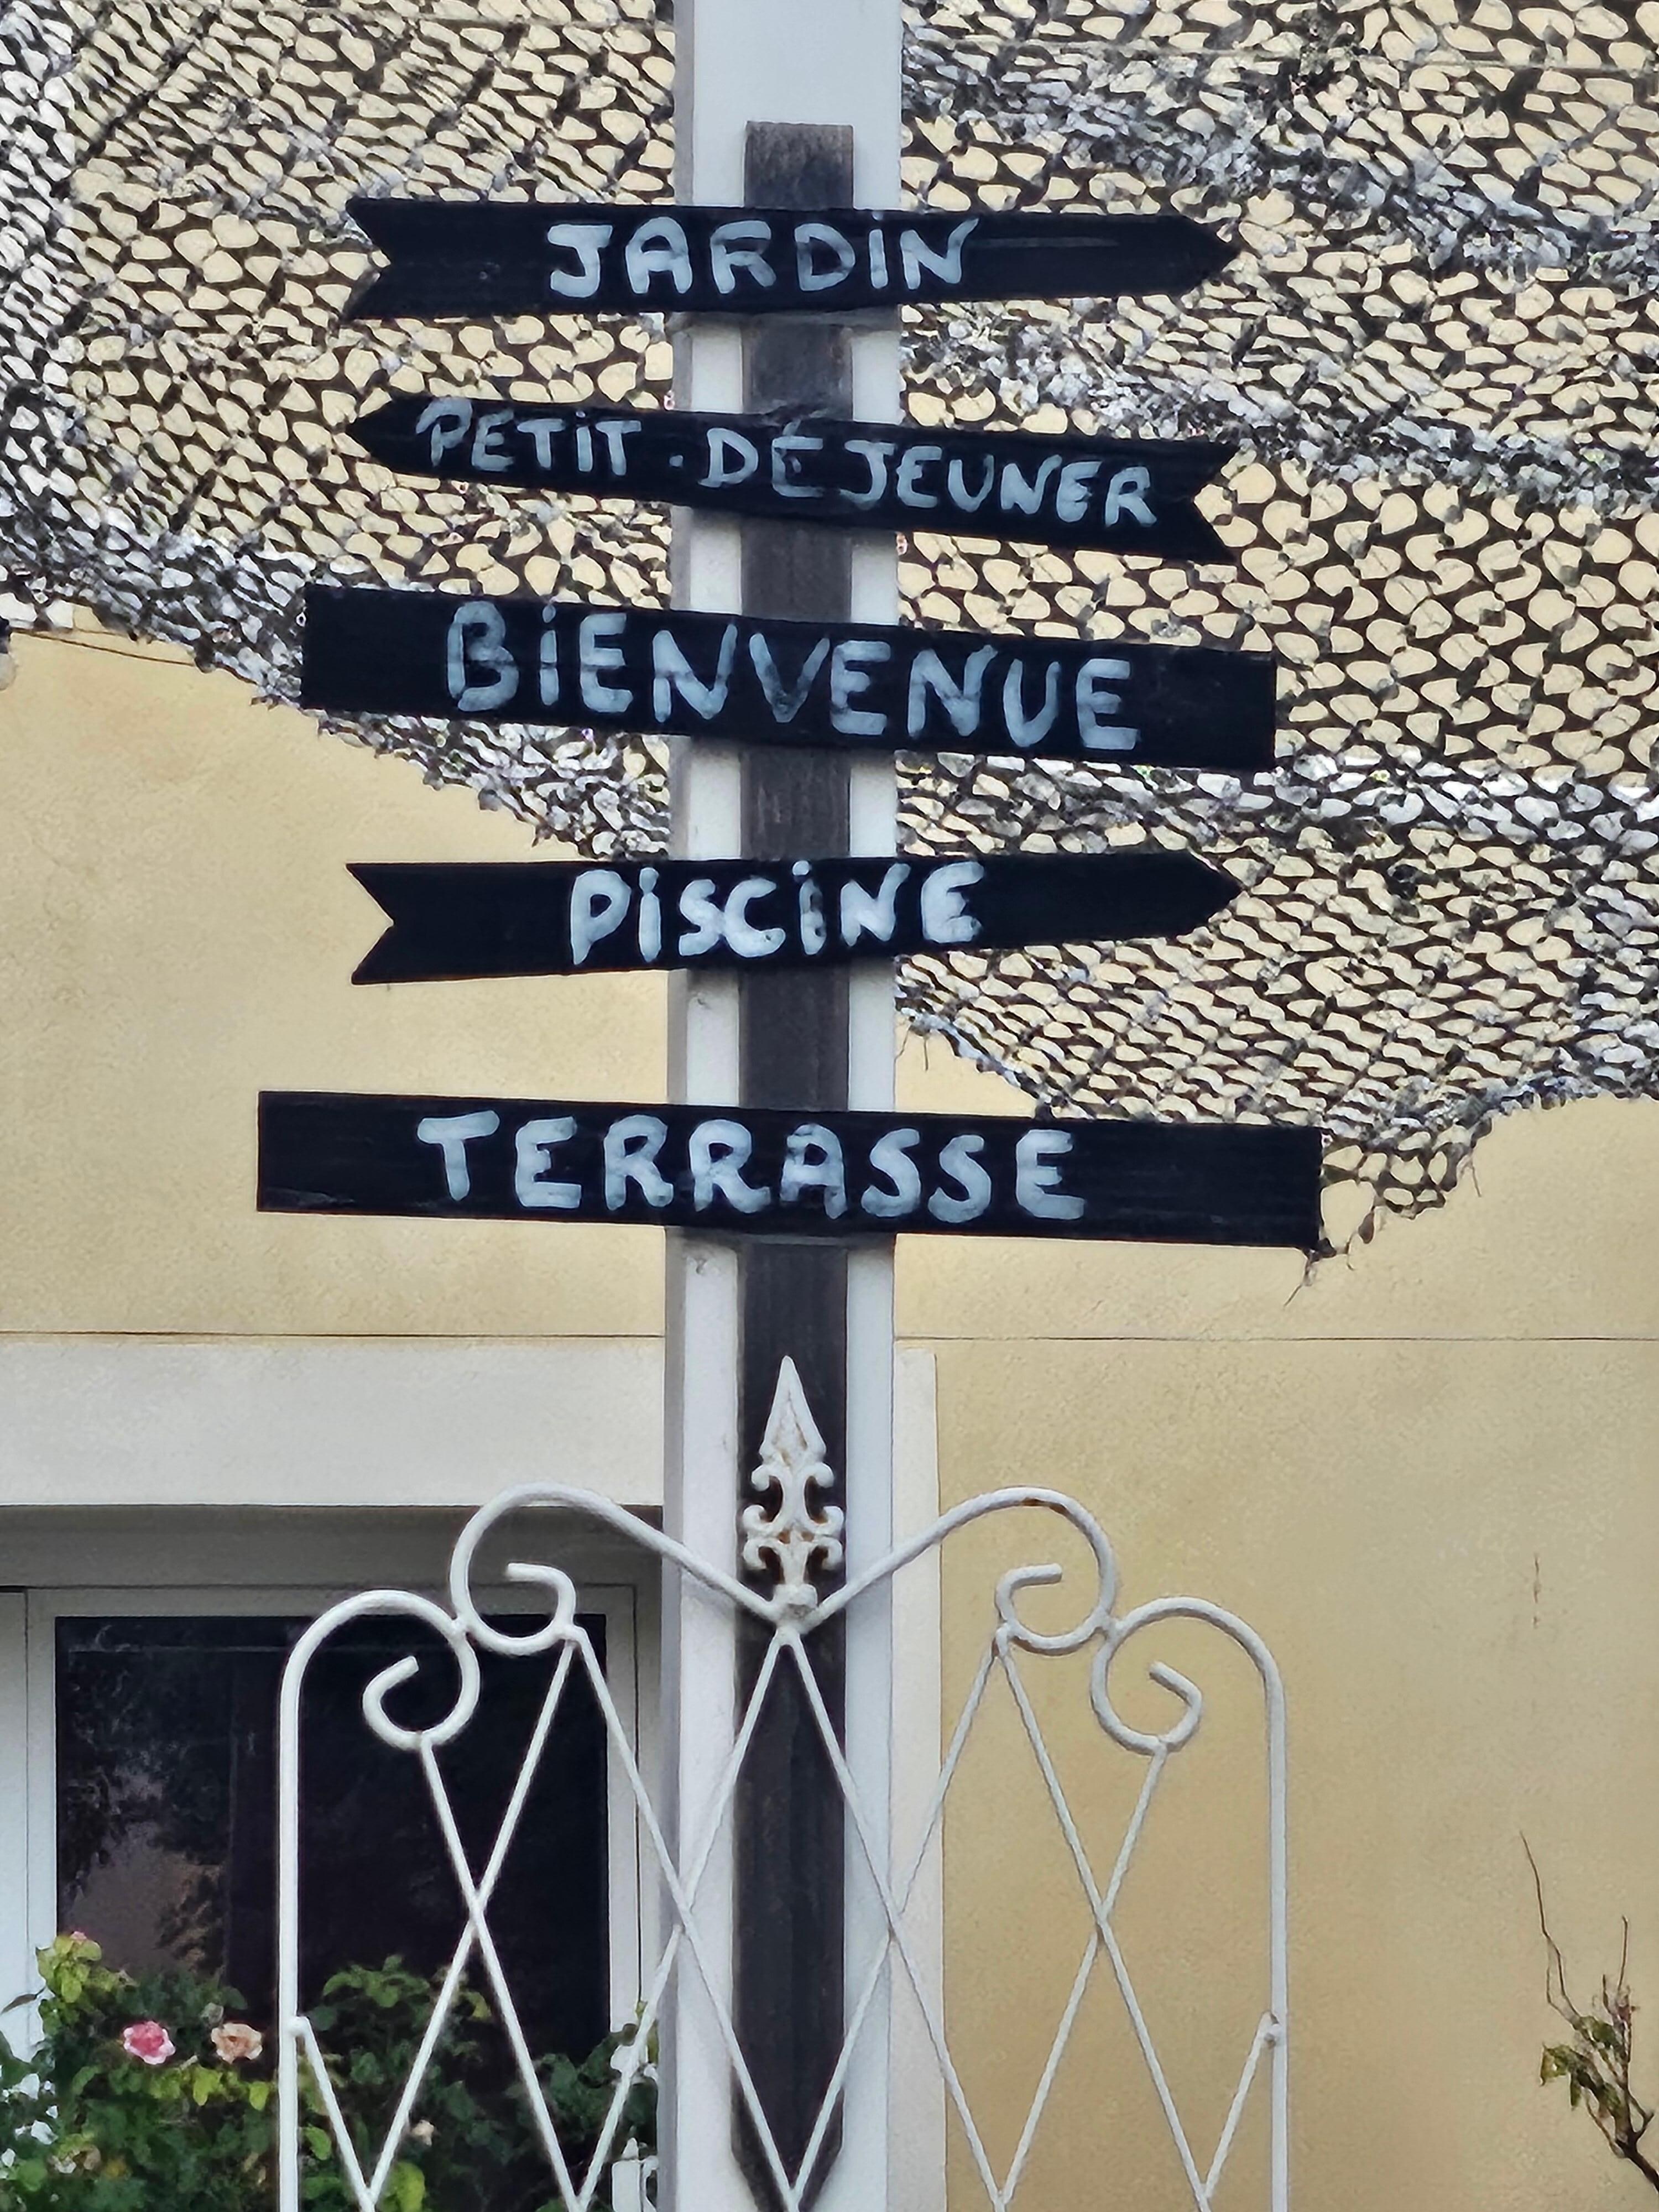 JARDIN
PETIT-DÉJEUNER
BIENVENUE
PISCINE
TERRASSE